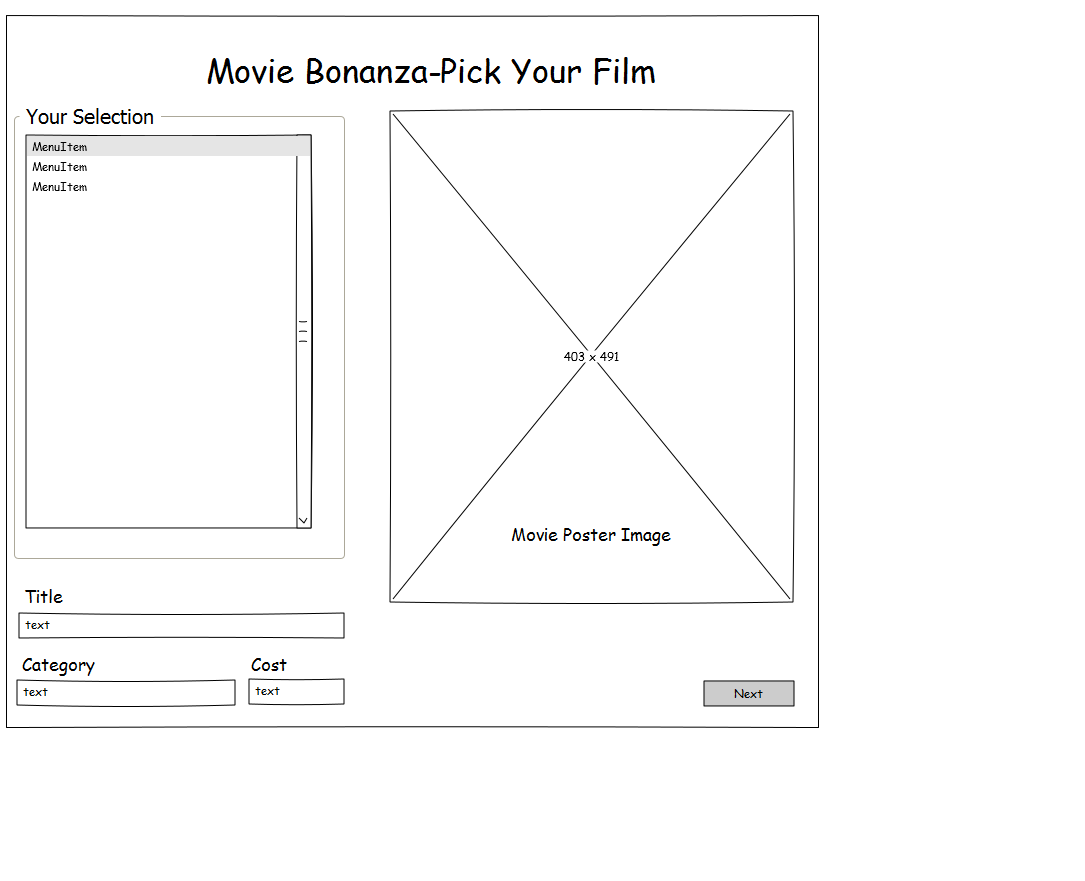 Movie Bonanza-Pick Your Film
Your Selection
MenuItem
MenuItem
MenuItem
403 x 491
Movie Poster Image
Title
text
Category
Cost
text
text
Next